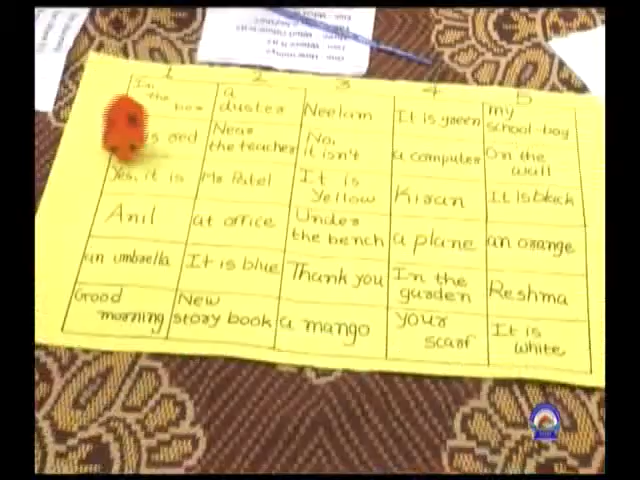 1 2 3 4 5
In the box
a duster
Neelam
It is green
my school-bag
is red
Near the teacher
No, it isn't
a computer
On the wall
Yes, it is
Mr Patel
It is Yellow
Kiran
It is black
Anil
at office
Under the bench
a plane
an orange
an umbrella
It is blue
Thank you
In the garden
Reshma
Good morning
New story book
a mango
your scarf
It is white